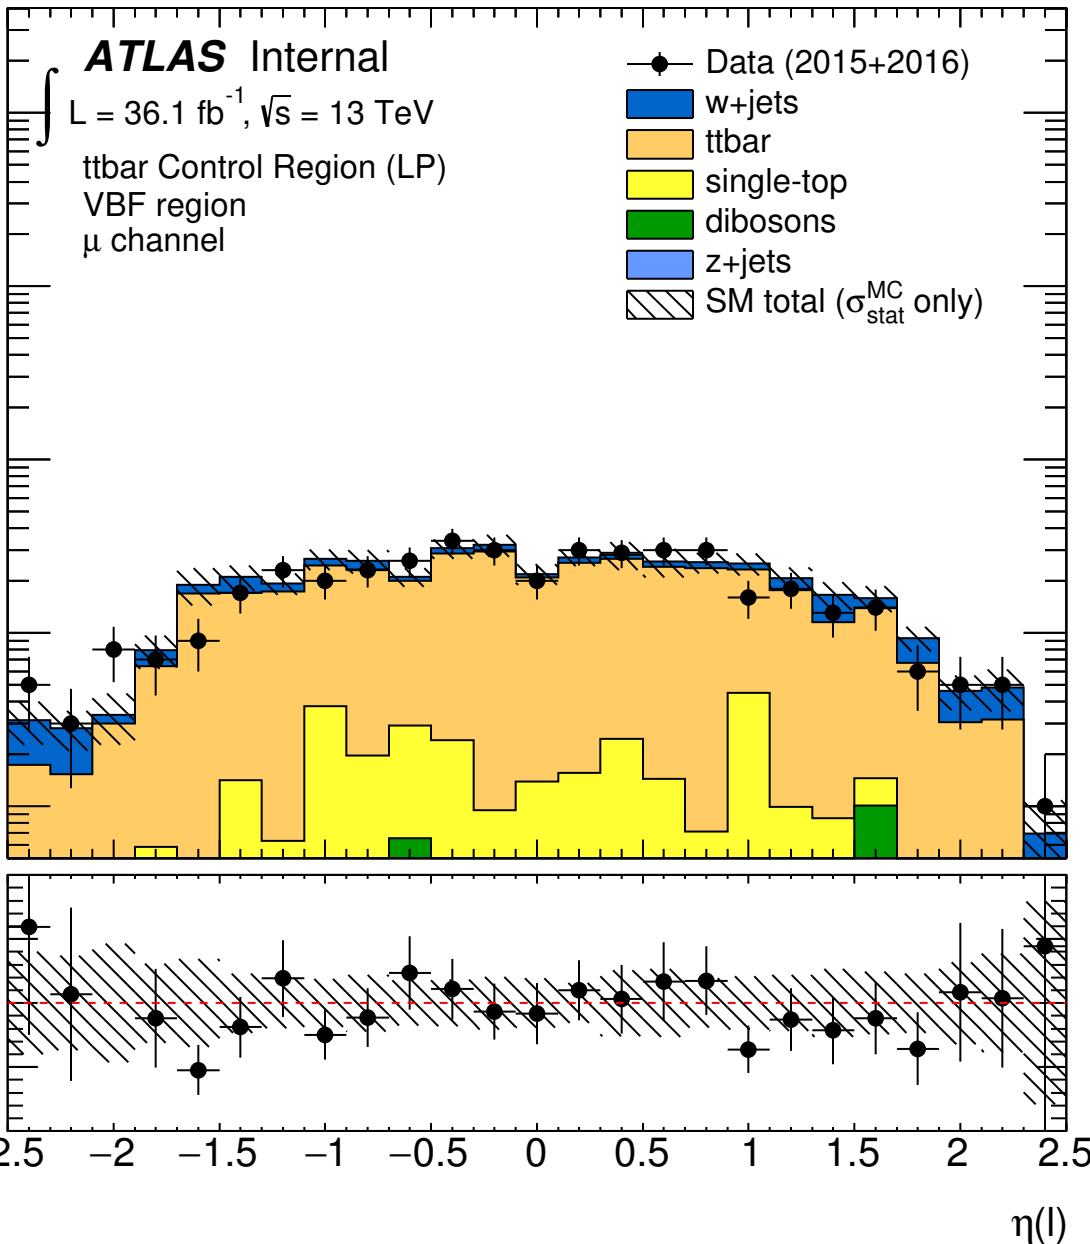 ATLAS Internal
∫ L = 36.1 fb⁻¹, √s = 13 TeV
ttbar Control Region (LP)
VBF region
μ channel
Data (2015+2016)
w+jets
ttbar
single-top
dibosons
z+jets
SM total (σ^MC_stat only)
2.5 −2 −1.5 −1 −0.5 0 0.5 1 1.5 2 2.5
η(l)